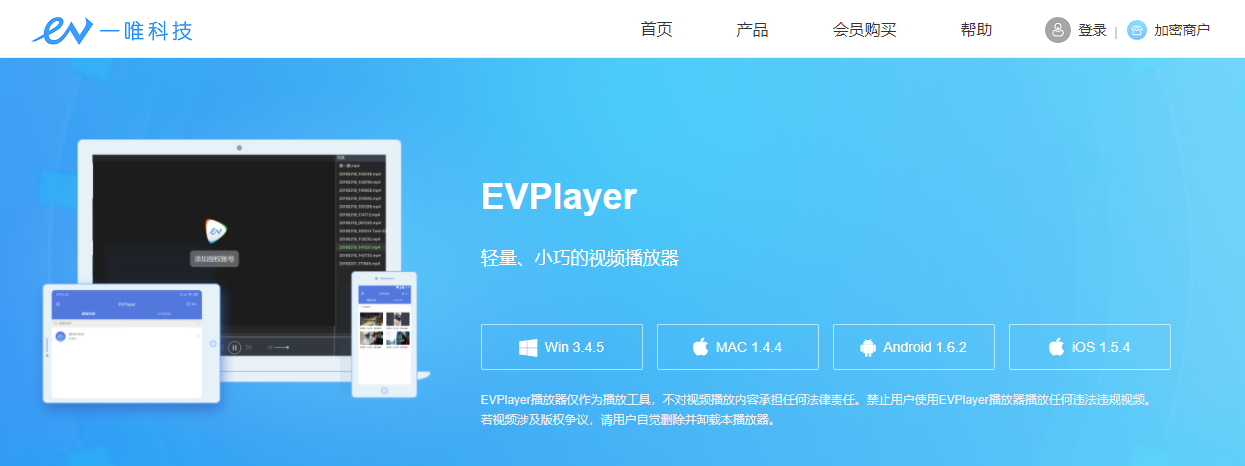 ev 一唯科技
首页 产品 会员购买 帮助 登录 | 加密商户
EVPlayer
轻量、小巧的视频播放器
添加授权账号
EVPlayer
Win 3.4.5
MAC 1.4.4
Android 1.6.2
iOS 1.5.4
EVPlayer播放器仅作为播放工具，不对视频播放内容承担任何法律责任。禁止用户使用EVPlayer播放器播放任何违法违规视频。
若视频涉及版权争议，请用户自觉删除并卸载本播放器。